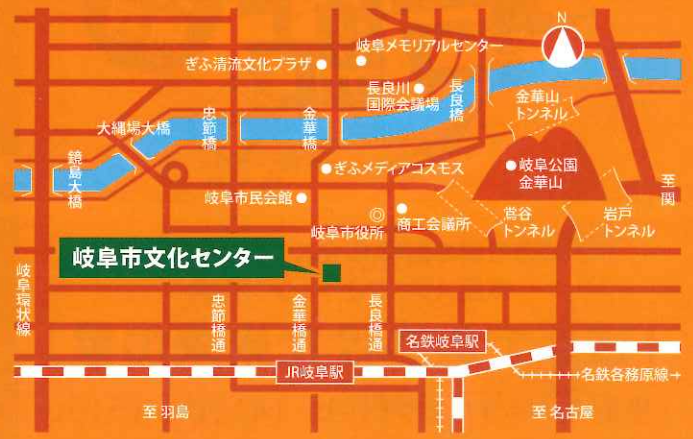 N
岐阜メモリアルセンター
ぎふ清流文化プラザ
長良川
国際会議場
長良橋
金華山
トンネル
忠節橋
金華橋
大縄場大橋
鏡島大橋
ぎふメディアコスモス
岐阜公園
金華山
至関
岐阜市民会館
商工会議所
岐阜市役所
鶯谷
トンネル
岩戸
トンネル
岐阜市文化センター
岐阜環状線
忠節橋通
金華橋通
長良橋通
名鉄岐阜駅
JR岐阜駅
名鉄各務原線
至羽島
至名古屋